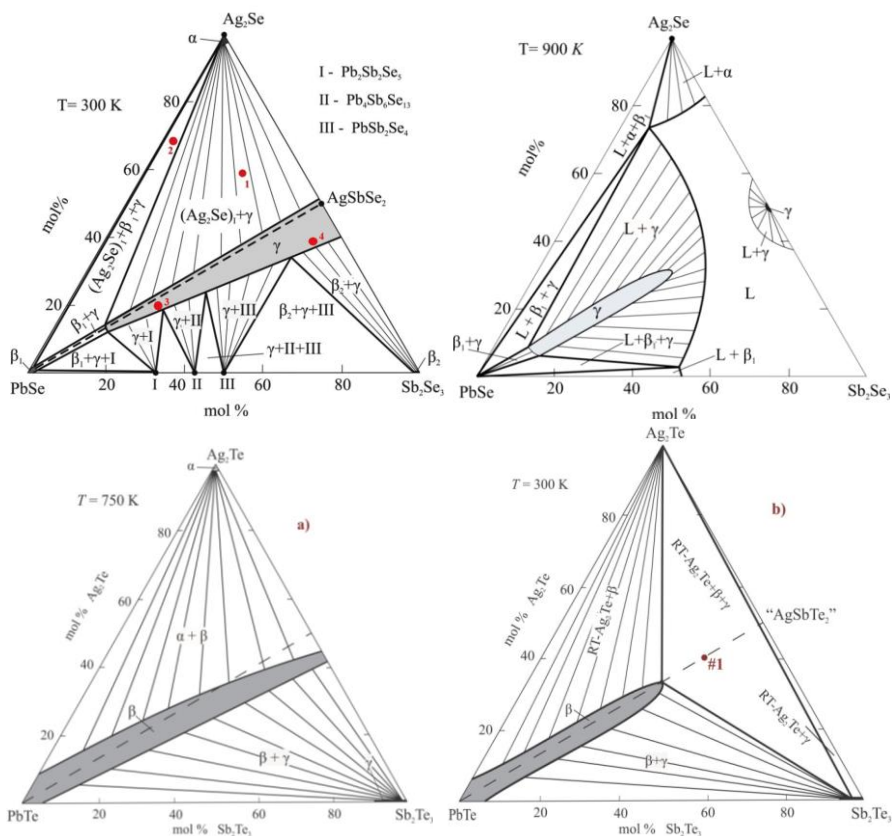 Ag₂Se
α
T= 300 K
I - Pb₂Sb₂Se₅
II - Pb₄Sb₆Se₁₃
III - PbSb₂Se₄
80
60
40
20
mol%
2
1
3
4
AgSbSe₂
(Ag₂Se)₁+β₁+γ
(Ag₂Se)₁+γ
γ
β₁+γ
β₁+γ+I
γ+I
γ+II
γ+II+III
γ+III
β₂+γ+III
β₂+γ
β₁
β₂
PbSe
20
I
40
II
III
60
80
Sb₂Se₃
mol %
Ag₂Se
T= 900 K
80
60
40
20
mol%
L+α
L+α+β₁
L + γ
γ
L+γ
L
γ
L + β₁ + γ
β₁+γ
L+β₁+γ
L + β₁
PbSe
20
40
60
80
Sb₂Se₃
mol %
Ag₂Te
α
T = 750 K
a)
80
60
40
20
mol % Ag₂Te
α + β
β
β + γ
γ
PbTe
20
40
60
80
Sb₂Te₃
mol % Sb₂Te₃
Ag₂Te
T = 300 K
b)
80
60
40
20
mol % Ag₂Te
RT-Ag₂Te+β
RT-Ag₂Te+β+γ
“AgSbTe₂”
#1
β
RT-Ag₂Te+γ
β+γ
PbTe
20
40
60
80
Sb₂Te₃
mol % Sb₂Te₃